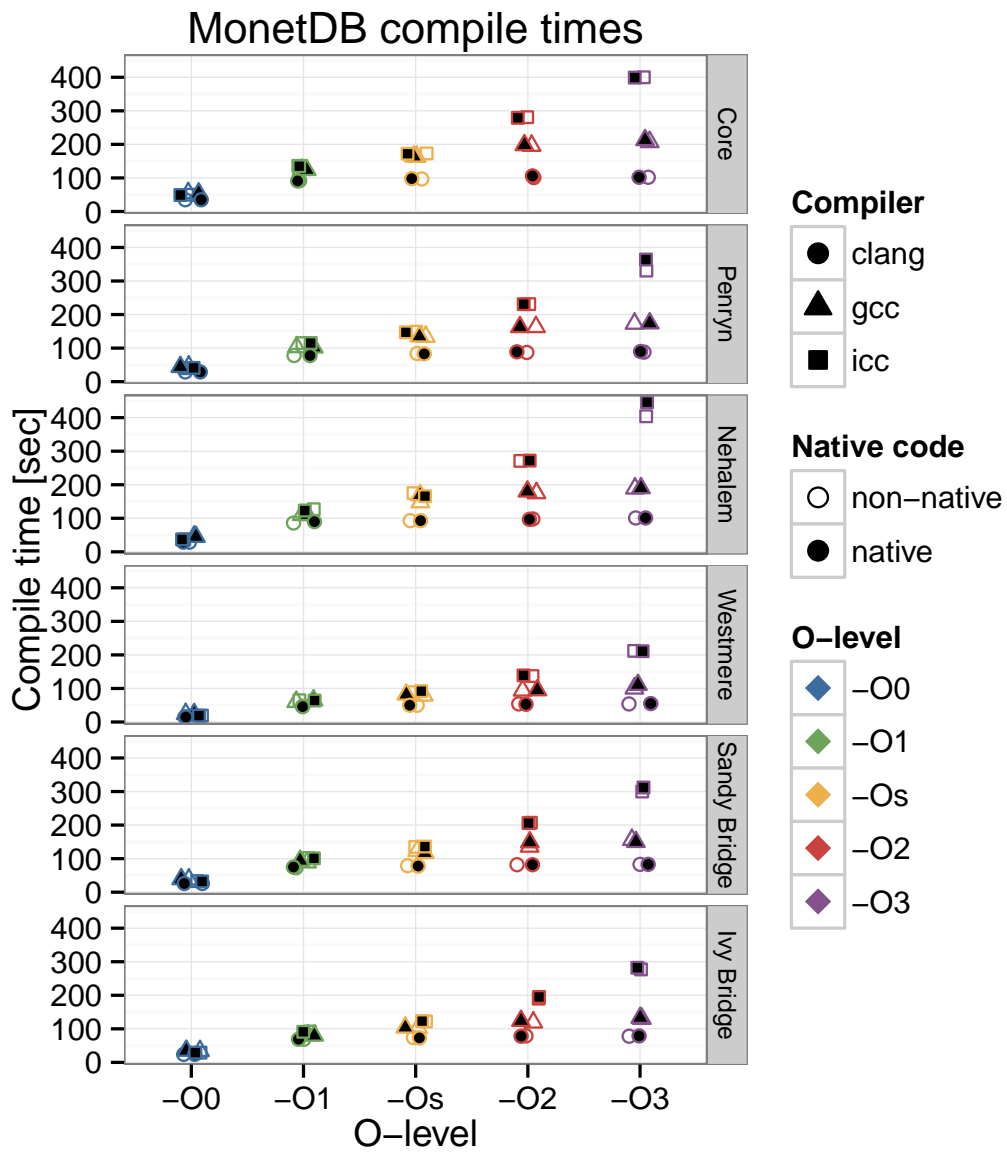 MonetDB compile times
Compile time [sec]
400
300
200
100
0
Core
400
300
200
100
0
Penryn
400
300
200
100
0
Nehalem
400
300
200
100
0
Westmere
400
300
200
100
0
Sandy Bridge
400
300
200
100
0
Ivy Bridge
−O0 −O1 −Os −O2 −O3
O−level
Compiler
clang
gcc
icc
Native code
non−native
native
O−level
−O0
−O1
−Os
−O2
−O3